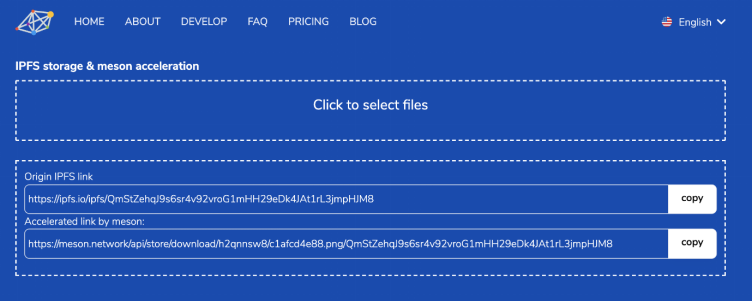 HOME ABOUT DEVELOP FAQ PRICING BLOG English
IPFS storage & meson acceleration
Click to select files
Origin IPFS link
https://ipfs.io/ipfs/QmStZehqJ9s6sr4v92vroG1mHH29eDk4JAt1rL3jmpHJM8 copy
Accelerated link by meson:
https://meson.network/api/store/download/h2qnnsw8/c1afcd4e88.png/QmStZehqJ9s6sr4v92vroG1mHH29eDk4JAt1rL3jmpHJM8 copy